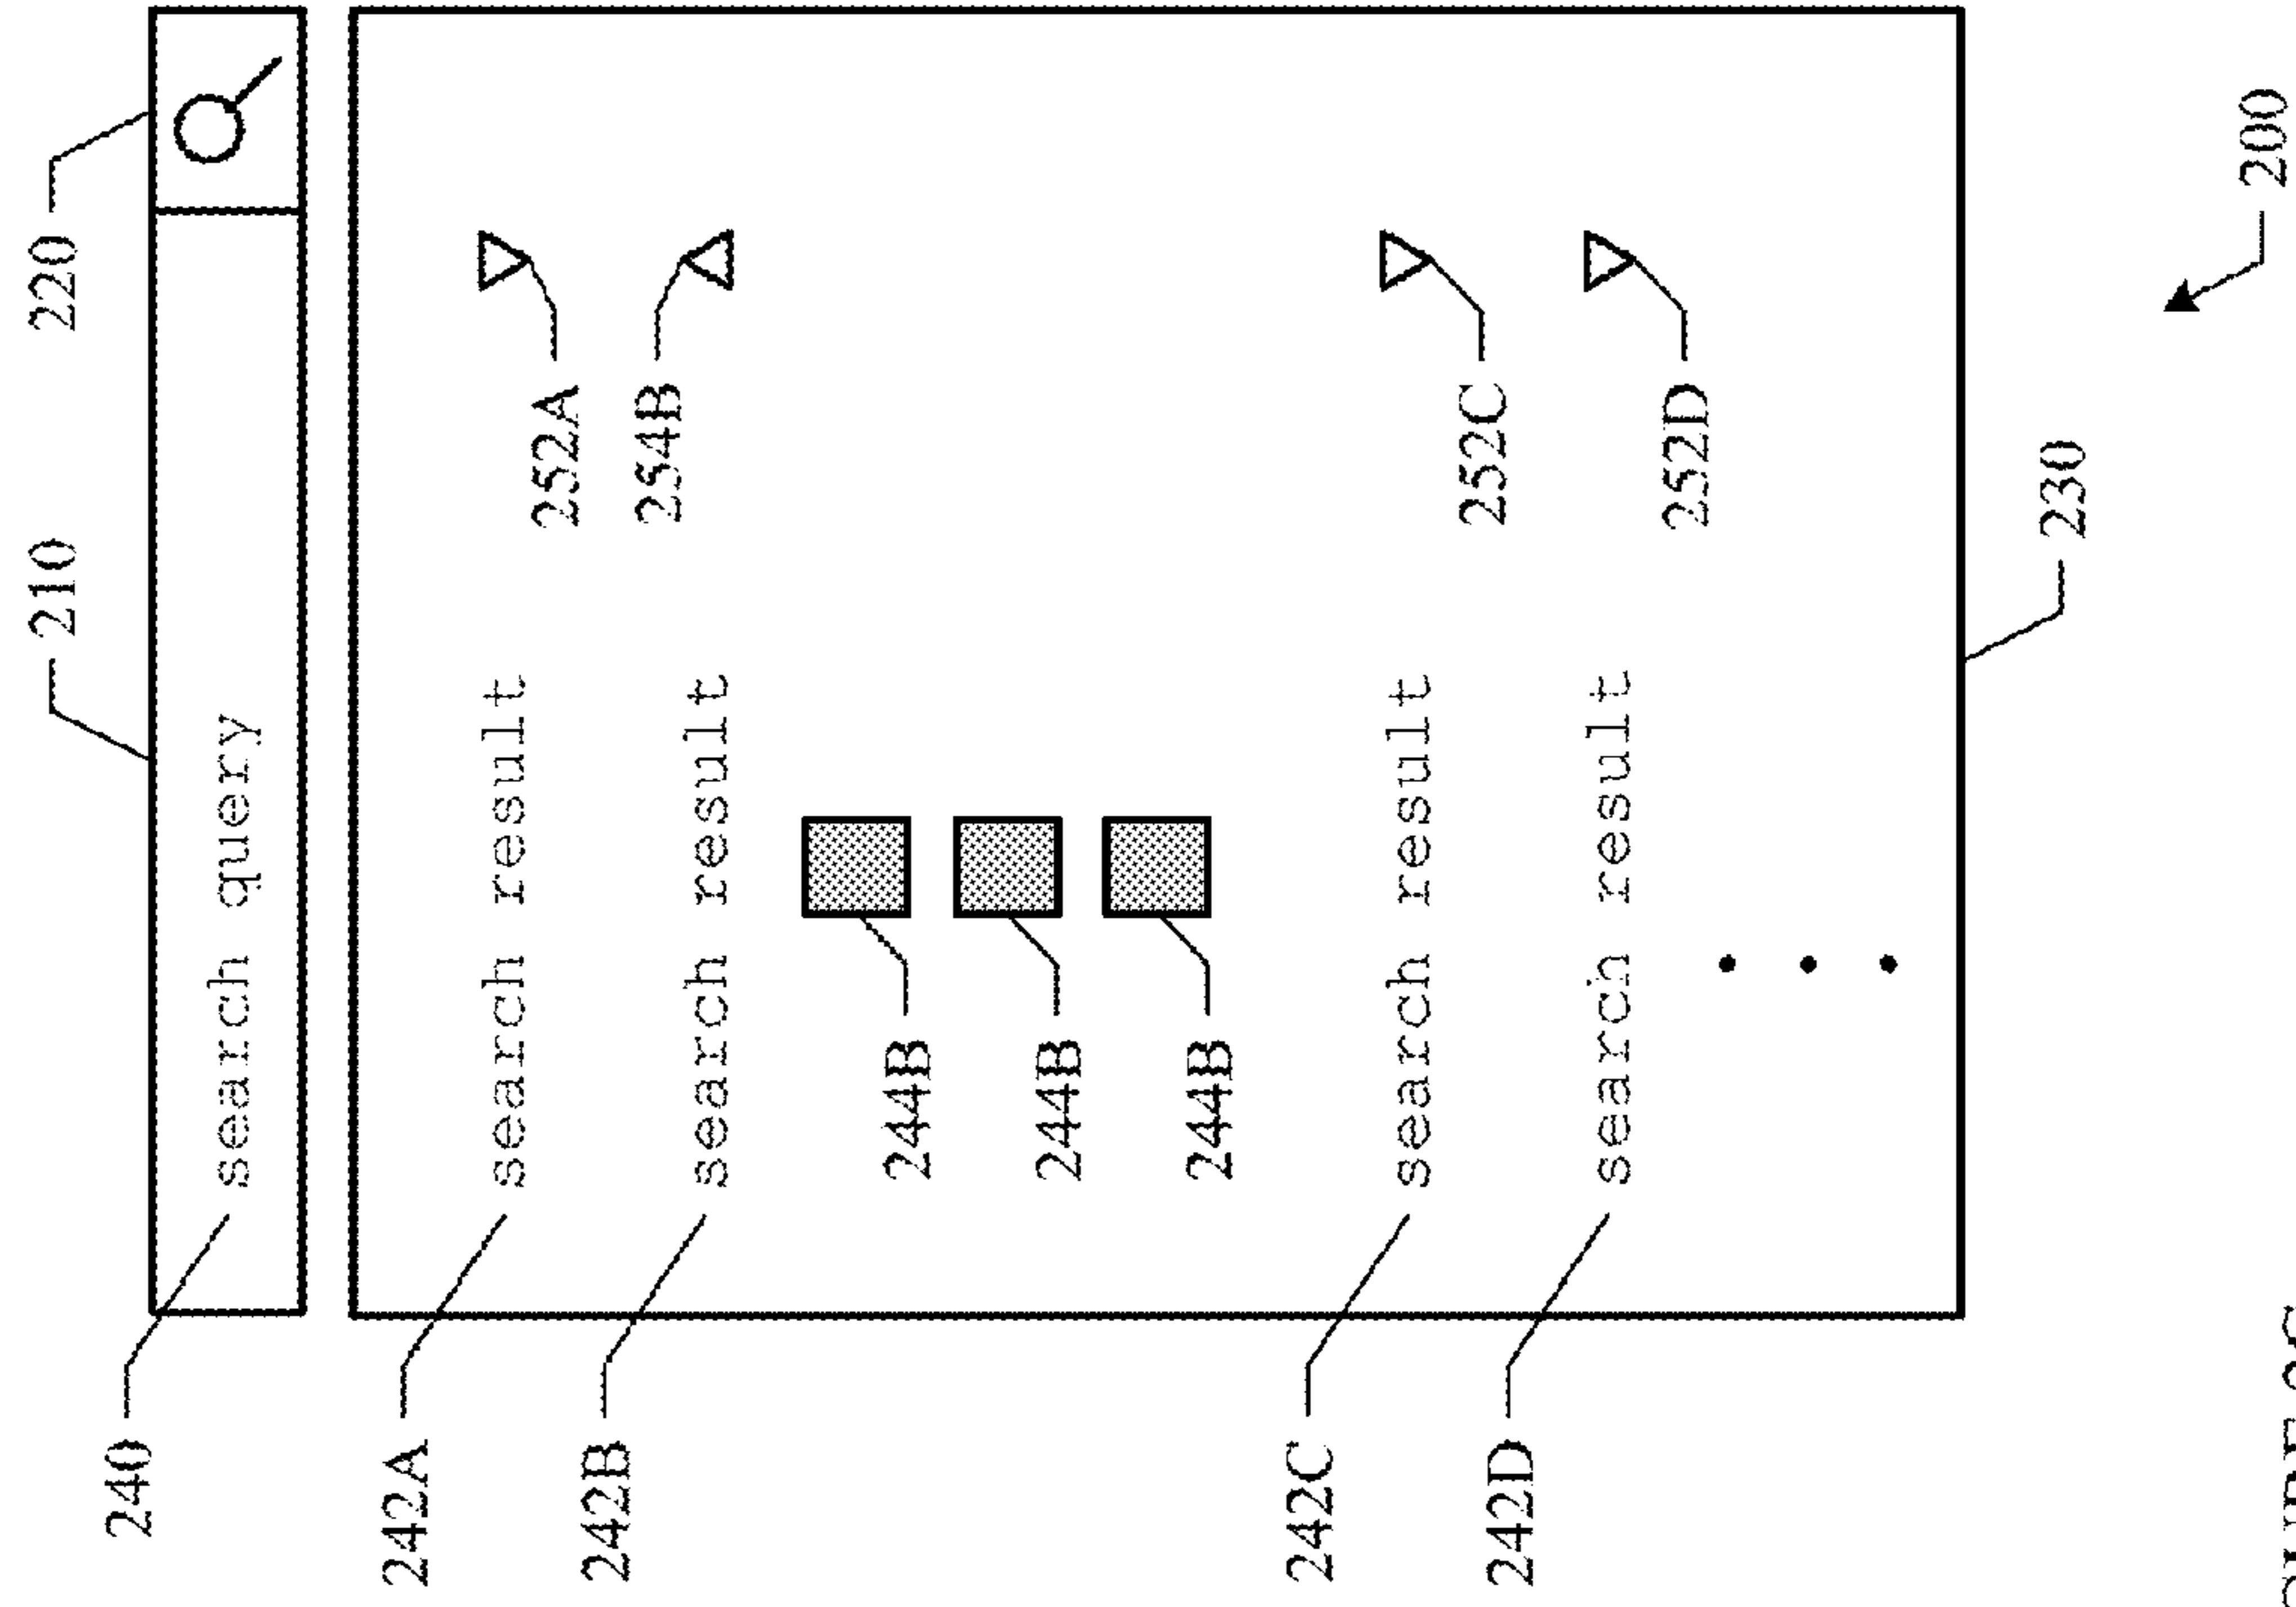 210
220
240
search query
242A
search result
252A
242B
search result
254B
244B
244B
244B
242C
search result
252C
242D
search result
252D
230
200